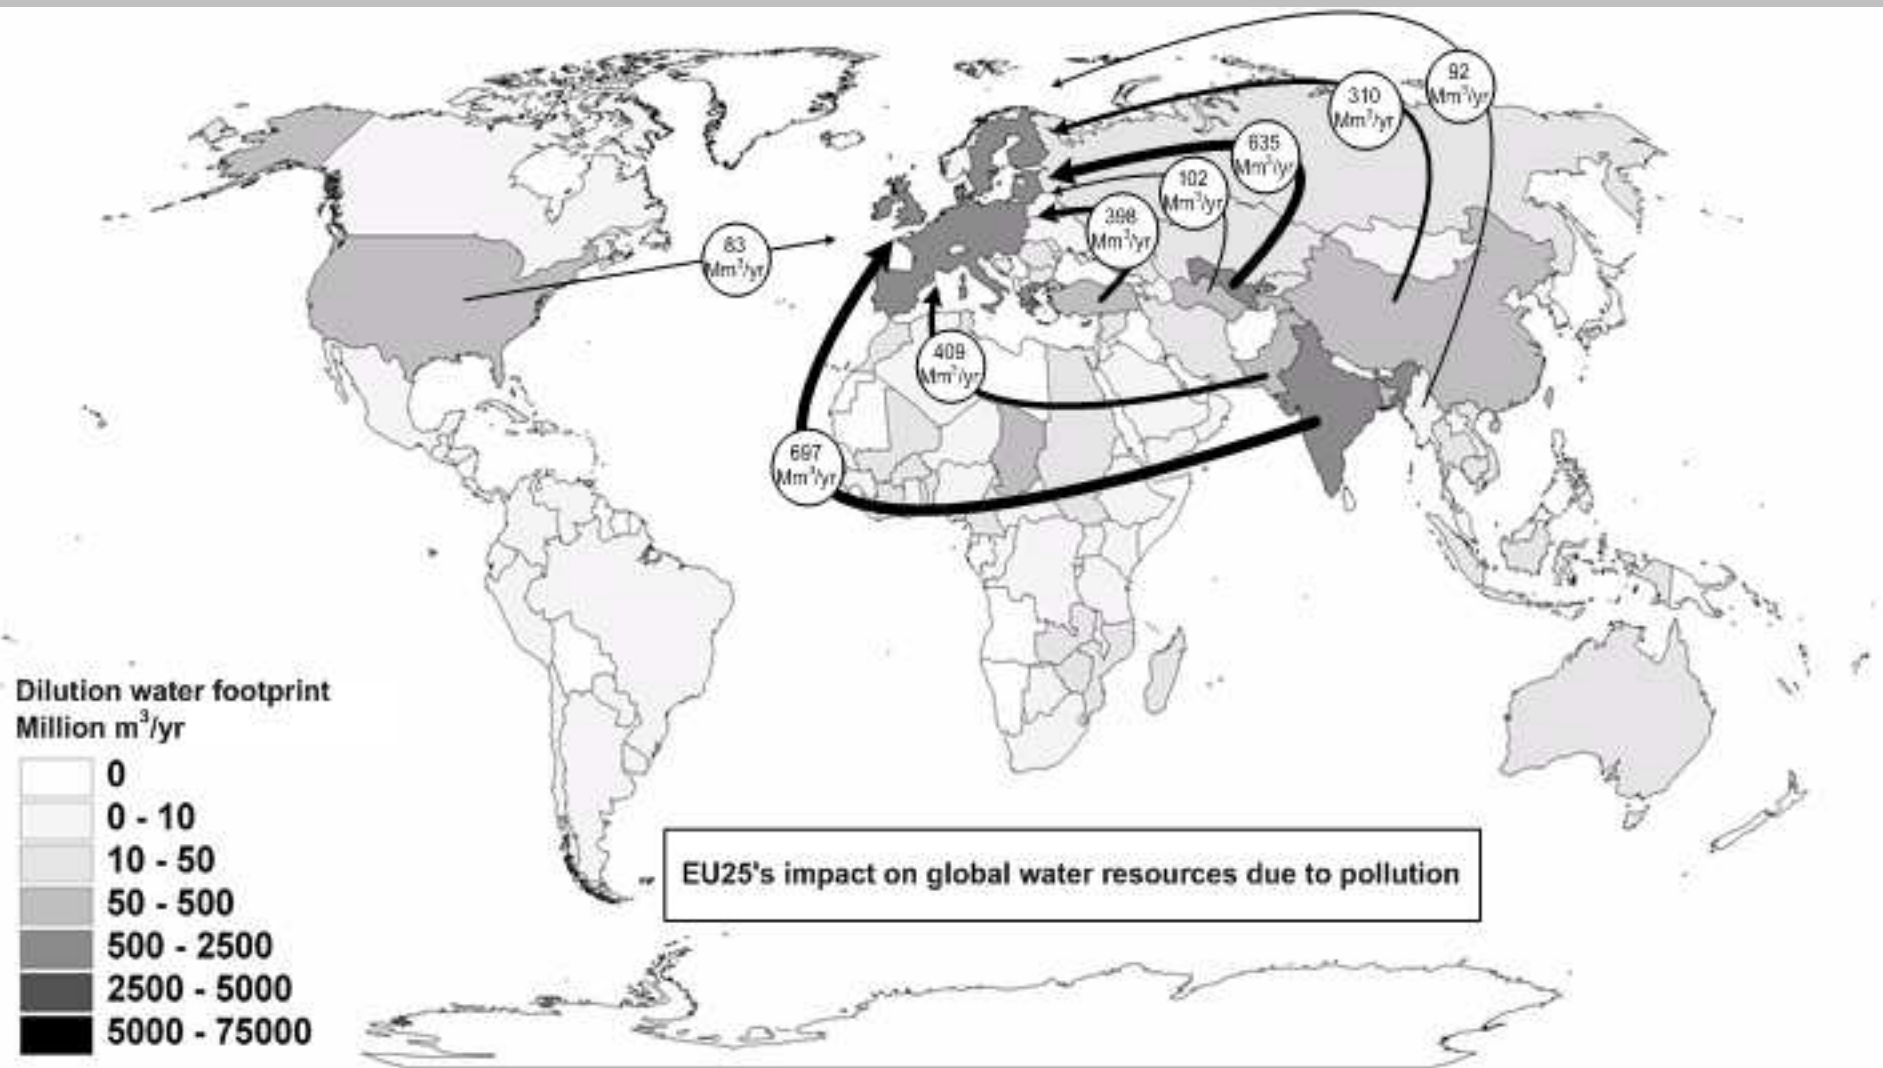 92
Mm³/yr
310
Mm³/yr
635
Mm³/yr
102
Mm³/yr
398
Mm³/yr
83
Mm³/yr
409
Mm³/yr
697
Mm³/yr
Dilution water footprint
Million m³/yr
0
0 - 10
10 - 50
50 - 500
500 - 2500
2500 - 5000
5000 - 75000
EU25's impact on global water resources due to pollution